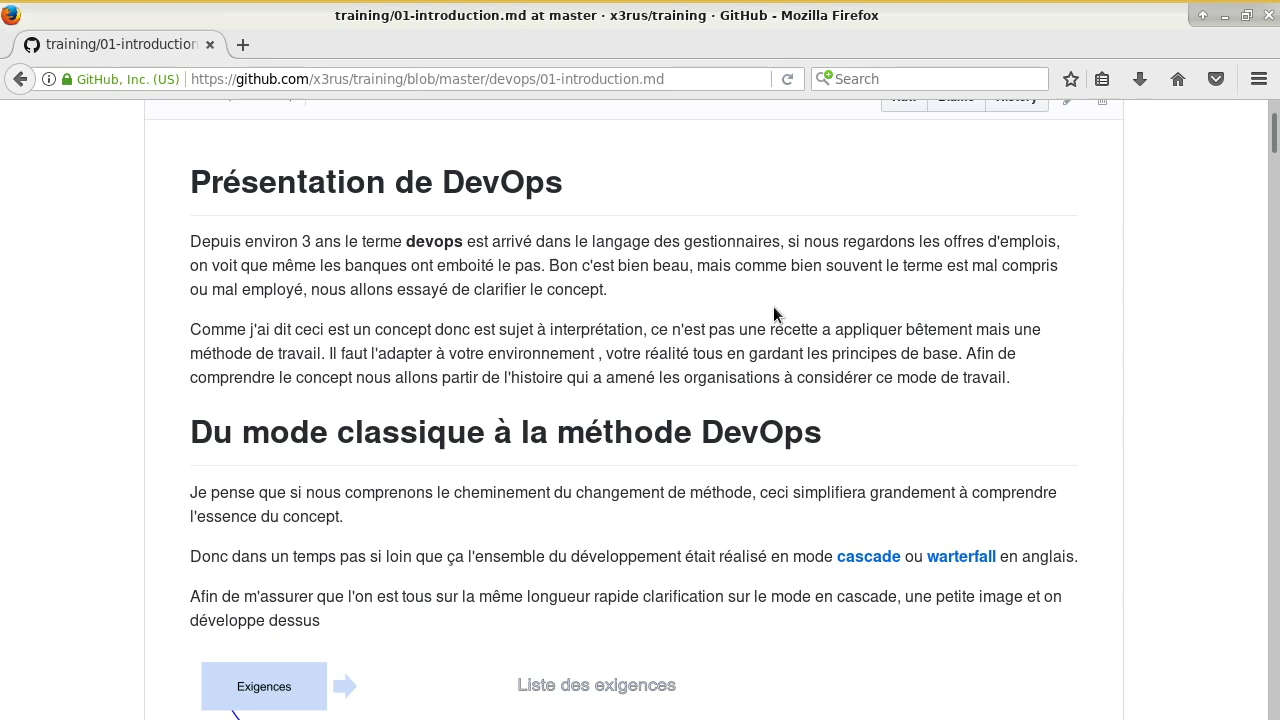 training/01-introduction.md at master · x3rus/training · GitHub - Mozilla Firefox
training/01-introduction
GitHub, Inc. (US) https://github.com/x3rus/training/blob/master/devops/01-introduction.md Search
Raw Blame History
Présentation de DevOps
Depuis environ 3 ans le terme devops est arrivé dans le langage des gestionnaires, si nous regardons les offres d'emplois,
on voit que même les banques ont emboité le pas. Bon c'est bien beau, mais comme bien souvent le terme est mal compris
ou mal employé, nous allons essayé de clarifier le concept.
Comme j'ai dit ceci est un concept donc est sujet à interprétation, ce n'est pas une recette a appliquer bêtement mais une
méthode de travail. Il faut l'adapter à votre environnement , votre réalité tous en gardant les principes de base. Afin de
comprendre le concept nous allons partir de l'histoire qui a amené les organisations à considérer ce mode de travail.
Du mode classique à la méthode DevOps
Je pense que si nous comprenons le cheminement du changement de méthode, ceci simplifiera grandement à comprendre
l'essence du concept.
Donc dans un temps pas si loin que ça l'ensemble du développement était réalisé en mode cascade ou warterfall en anglais.
Afin de m'assurer que l'on est tous sur la même longueur rapide clarification sur le mode en cascade, une petite image et on
développe dessus
Exigences Liste des exigences